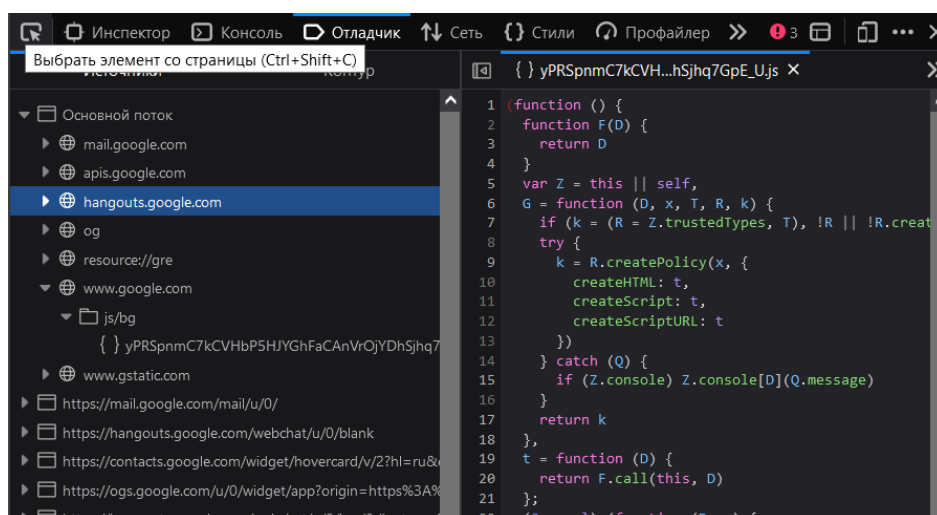 Инспектор Консоль Отладчик Сеть {} Стили Профайлер 3
Выбрать элемент со страницы (Ctrl+Shift+C)
{ } yPRSpnmC7kCVH...hSjhq7GpE_U.js
Основной поток
mail.google.com
apis.google.com
hangouts.google.com
og
resource://gre
www.google.com
js/bg
{ } yPRSpnmC7kCVHbP5HJYGhFaCAnVrOjYDhSjhq7
www.gstatic.com
https://mail.google.com/mail/u/0/
https://hangouts.google.com/webchat/u/0/blank
https://contacts.google.com/widget/hovercard/v/2?hl=ru&
https://ogs.google.com/u/0/widget/app?origin=https%3A%
1 (function () {
2 function F(D) {
3 return D
4 }
5 var Z = this || self,
6 G = function (D, x, T, R, k) {
7 if (k = (R = Z.trustedTypes, T), !R || !R.creat
8 try {
9 k = R.createPolicy(x, {
10 createHTML: t,
11 createScript: t,
12 createScriptURL: t
13 })
14 } catch (Q) {
15 if (Z.console) Z.console[D](Q.message)
16 }
17 return k
18 },
19 t = function (D) {
20 return F.call(this, D)
21 };